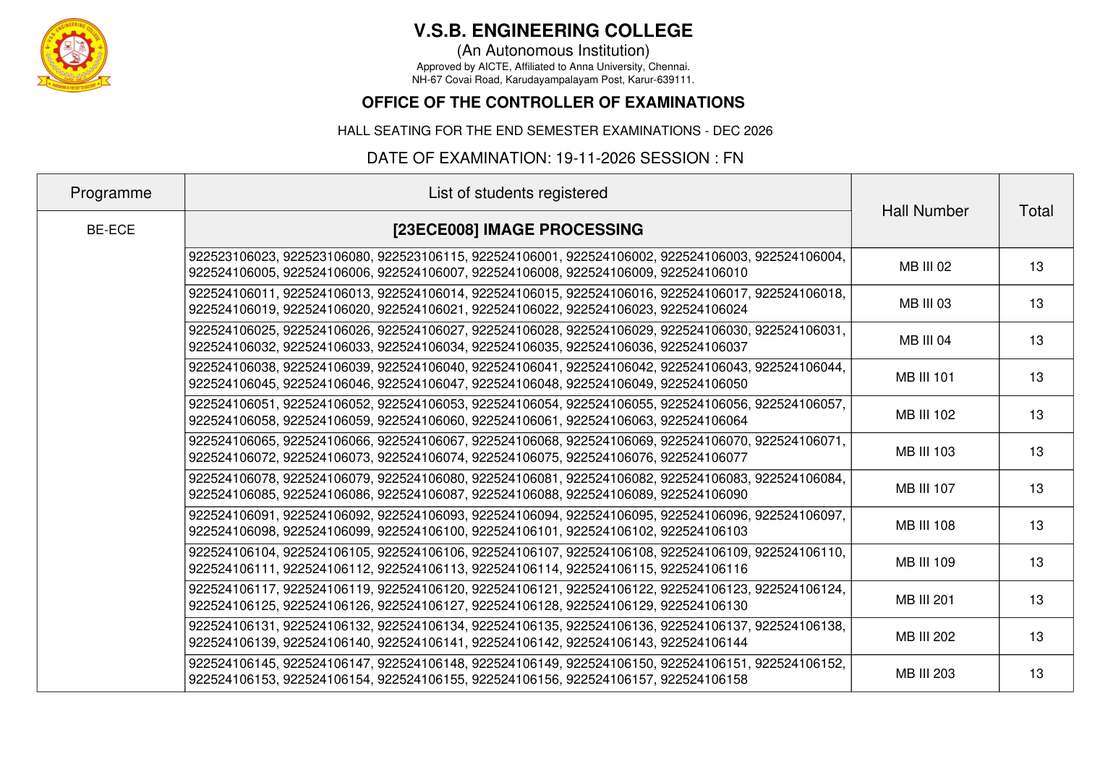 V.S.B. ENGINEERING COLLEGE
(An Autonomous Institution)
Approved by AICTE, Affiliated to Anna University, Chennai.
NH-67 Covai Road, Karudayampalayam Post, Karur-639111.
OFFICE OF THE CONTROLLER OF EXAMINATIONS
HALL SEATING FOR THE END SEMESTER EXAMINATIONS - DEC 2026
DATE OF EXAMINATION: 19-11-2026 SESSION : FN
Programme List of students registered Hall Number Total
BE-ECE [23ECE008] IMAGE PROCESSING
922523106023, 922523106080, 922523106115, 922524106001, 922524106002, 922524106003, 922524106004,
922524106005, 922524106006, 922524106007, 922524106008, 922524106009, 922524106010
MB III 02 13
922524106011, 922524106013, 922524106014, 922524106015, 922524106016, 922524106017, 922524106018,
922524106019, 922524106020, 922524106021, 922524106022, 922524106023, 922524106024
MB III 03 13
922524106025, 922524106026, 922524106027, 922524106028, 922524106029, 922524106030, 922524106031,
922524106032, 922524106033, 922524106034, 922524106035, 922524106036, 922524106037
MB III 04 13
922524106038, 922524106039, 922524106040, 922524106041, 922524106042, 922524106043, 922524106044,
922524106045, 922524106046, 922524106047, 922524106048, 922524106049, 922524106050
MB III 101 13
922524106051, 922524106052, 922524106053, 922524106054, 922524106055, 922524106056, 922524106057,
922524106058, 922524106059, 922524106060, 922524106061, 922524106063, 922524106064
MB III 102 13
922524106065, 922524106066, 922524106067, 922524106068, 922524106069, 922524106070, 922524106071,
922524106072, 922524106073, 922524106074, 922524106075, 922524106076, 922524106077
MB III 103 13
922524106078, 922524106079, 922524106080, 922524106081, 922524106082, 922524106083, 922524106084,
922524106085, 922524106086, 922524106087, 922524106088, 922524106089, 922524106090
MB III 107 13
922524106091, 922524106092, 922524106093, 922524106094, 922524106095, 922524106096, 922524106097,
922524106098, 922524106099, 922524106100, 922524106101, 922524106102, 922524106103
MB III 108 13
922524106104, 922524106105, 922524106106, 922524106107, 922524106108, 922524106109, 922524106110,
922524106111, 922524106112, 922524106113, 922524106114, 922524106115, 922524106116
MB III 109 13
922524106117, 922524106119, 922524106120, 922524106121, 922524106122, 922524106123, 922524106124,
922524106125, 922524106126, 922524106127, 922524106128, 922524106129, 922524106130
MB III 201 13
922524106131, 922524106132, 922524106134, 922524106135, 922524106136, 922524106137, 922524106138,
922524106139, 922524106140, 922524106141, 922524106142, 922524106143, 922524106144
MB III 202 13
922524106145, 922524106147, 922524106148, 922524106149, 922524106150, 922524106151, 922524106152,
922524106153, 922524106154, 922524106155, 922524106156, 922524106157, 922524106158
MB III 203 13